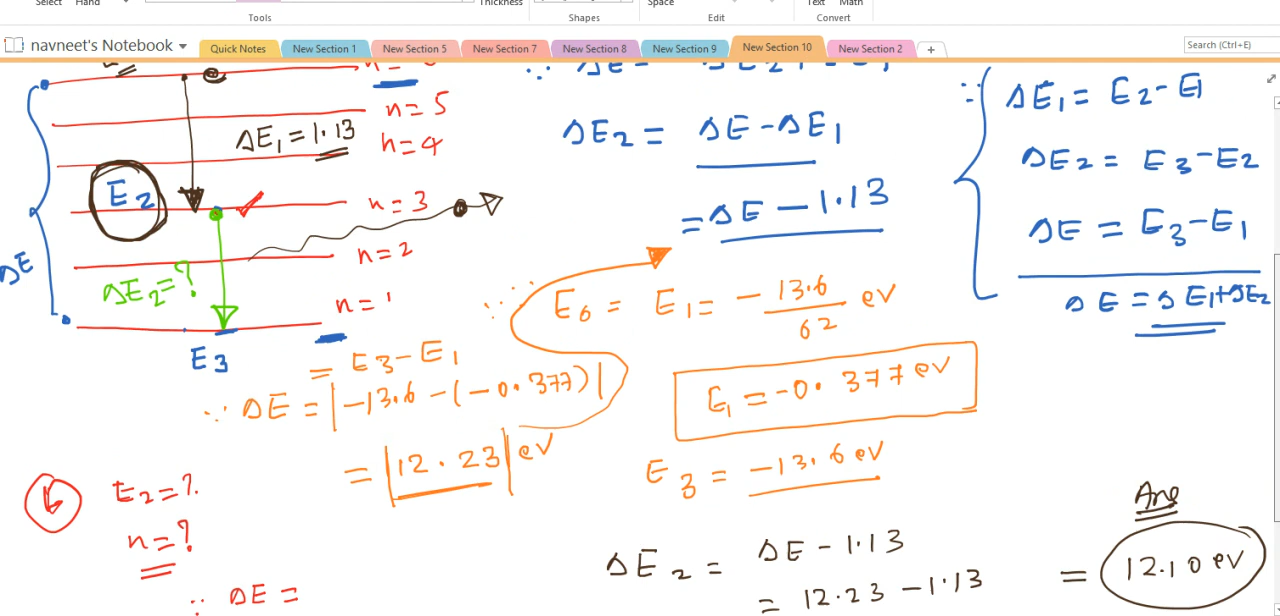 Select Hand Thickness Space Text Math
Tools Shapes Edit Convert
navneet's Notebook Quick Notes New Section 1 New Section 5 New Section 7 New Section 8 New Section 9 New Section 10 New Section 2 + Search (Ctrl+E)
n = 5
ΔE₁ = 1.13
n = 4
E₂
n = 3
n = 2
ΔE
ΔE₂ = ?
n = 1
E₃
ΔE₂ = ΔE - ΔE₁
= ΔE - 1.13
∵ ΔE₁ = E₂ - E₁
ΔE₂ = E₃ - E₂
ΔE = E₃ - E₁
ΔE = ΔE₁ + ΔE₂
∵ E₆ = E₁ = -13.6/6² eV
E₁ = -0.377 eV
E₃ = -13.6 eV
= E₃ - E₁
∵ ΔE = |-13.6 - (-0.377)|
= |12.23| eV
E₂ = ?
n = ?
∵ ΔE =
ΔE₂ = ΔE - 1.13
= 12.23 - 1.13
Ans
= 12.10 eV